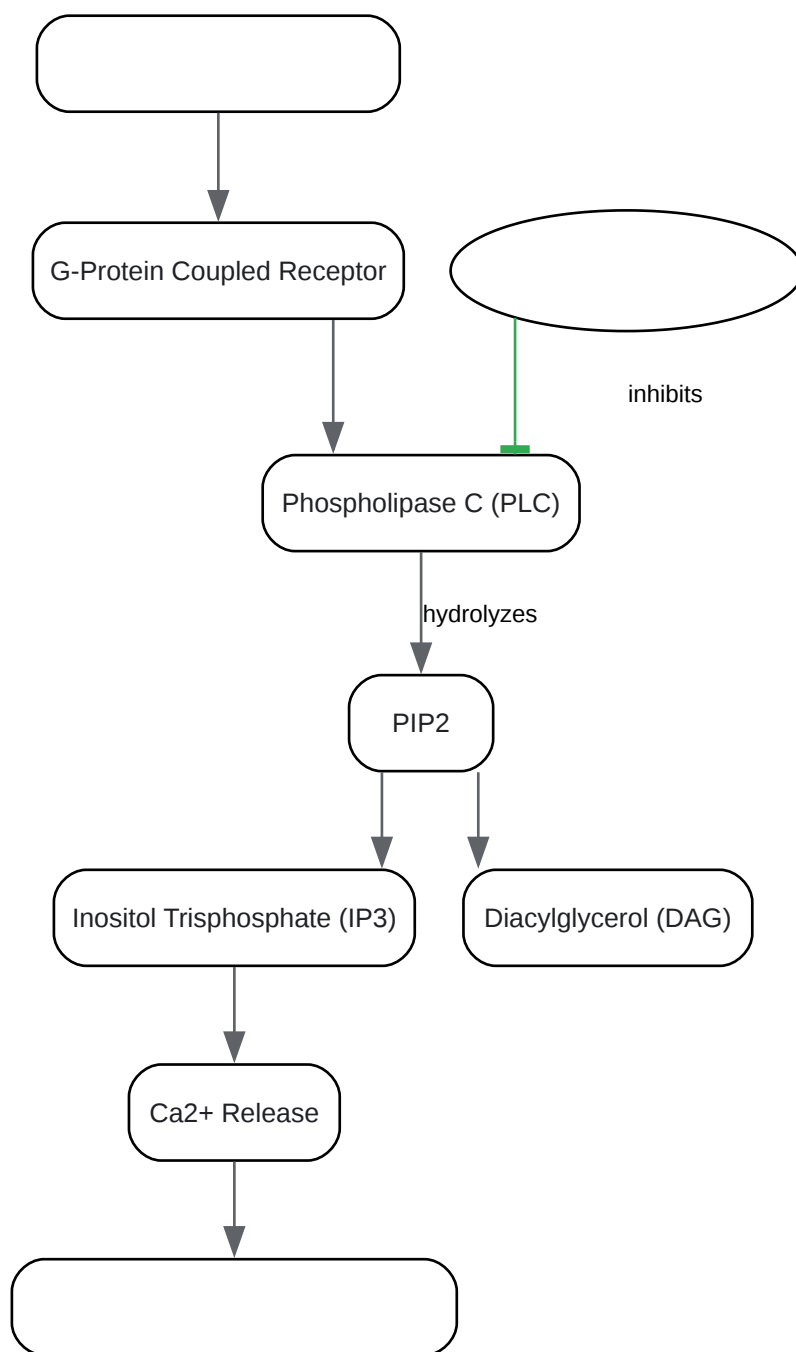 G-Protein Coupled Receptor
inhibits
Phospholipase C (PLC)
hydrolyzes
PIP2
Inositol Trisphosphate (IP3)
Diacylglycerol (DAG)
Ca2+ Release